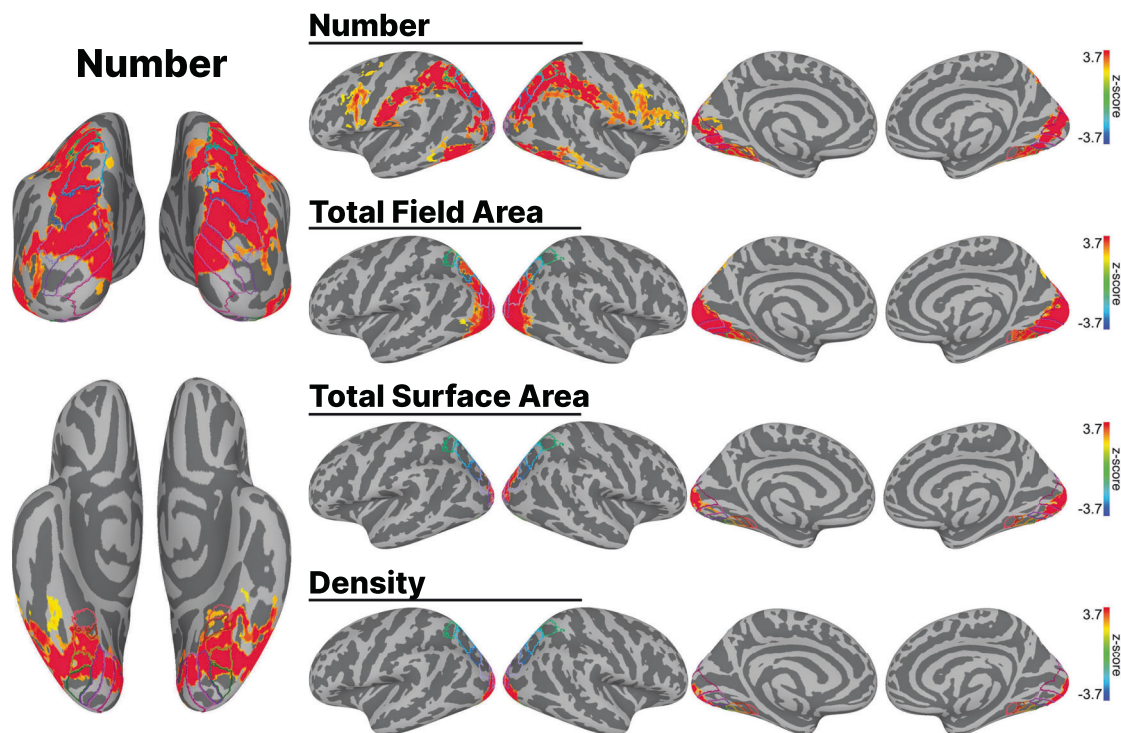 Number
Number
3.7
z-score
-3.7
Total Field Area
3.7
z-score
-3.7
Total Surface Area
3.7
z-score
-3.7
Density
3.7
z-score
-3.7